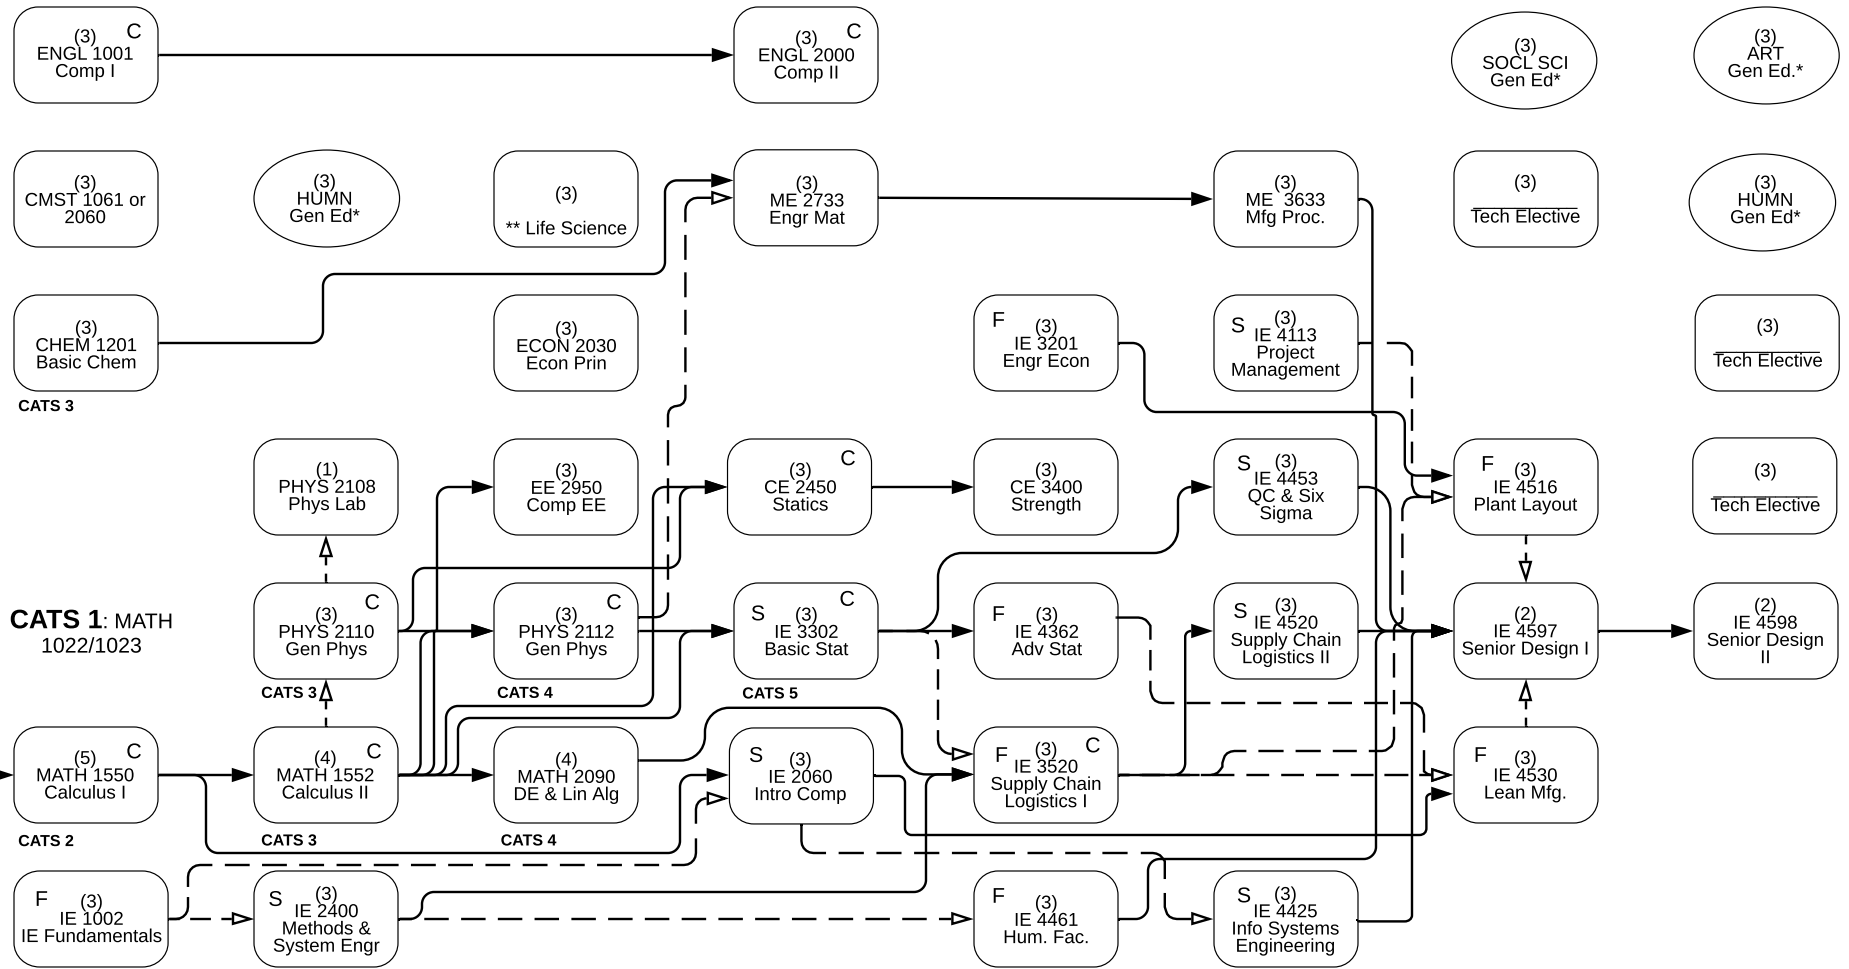 (3) C
ENGL 1001
Comp I
(3) C
ENGL 2000
Comp II
(3)
SOCL SCI
Gen Ed*
(3)
ART
Gen Ed.*
(3)
CMST 1061 or
2060
(3)
HUMN
Gen Ed*
(3)
** Life Science
(3)
ME 2733
Engr Mat
(3)
ME 3633
Mfg Proc.
(3)
Tech Elective
(3)
HUMN
Gen Ed*
(3)
CHEM 1201
Basic Chem
CATS 3
(3)
ECON 2030
Econ Prin
F (3)
IE 3201
Engr Econ
S (3)
IE 4113
Project
Management
(3)
Tech Elective
(1)
PHYS 2108
Phys Lab
(3)
EE 2950
Comp EE
(3) C
CE 2450
Statics
(3)
CE 3400
Strength
S (3)
IE 4453
QC & Six
Sigma
F (3)
IE 4516
Plant Layout
(3)
Tech Elective
CATS 1: MATH
1022/1023
(3) C
PHYS 2110
Gen Phys
CATS 3
(3) C
PHYS 2112
Gen Phys
CATS 4
S (3) C
IE 3302
Basic Stat
CATS 5
F (3)
IE 4362
Adv Stat
S (3)
IE 4520
Supply Chain
Logistics II
(2)
IE 4597
Senior Design I
(2)
IE 4598
Senior Design
II
(5) C
MATH 1550
Calculus I
CATS 2
(4) C
MATH 1552
Calculus II
CATS 3
(4)
MATH 2090
DE & Lin Alg
CATS 4
S (3)
IE 2060
Intro Comp
F (3) C
IE 3520
Supply Chain
Logistics I
F (3)
IE 4530
Lean Mfg.
F (3)
IE 1002
IE Fundamentals
S (3)
IE 2400
Methods &
System Engr
F (3)
IE 4461
Hum. Fac.
S (3)
IE 4425
Info Systems
Engineering